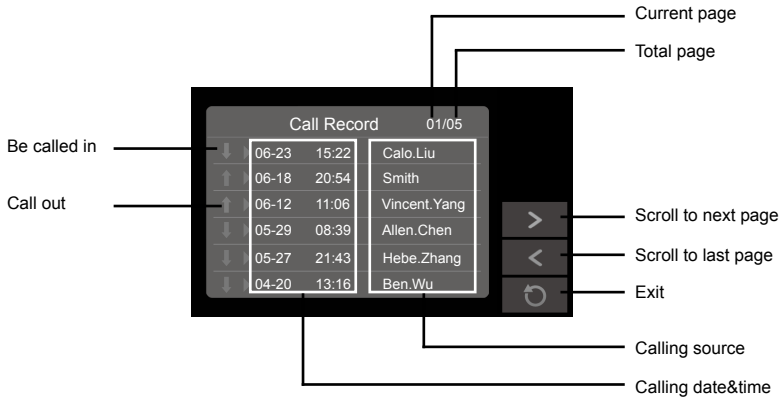 Current page
Total page
Call Record 01/05
Be called in
06-23 15:22 Calo.Liu
06-18 20:54 Smith
Call out
06-12 11:06 Vincent.Yang
Scroll to next page
05-29 08:39 Allen.Chen
05-27 21:43 Hebe.Zhang
Scroll to last page
04-20 13:16 Ben.Wu
Exit
Calling source
Calling date&time